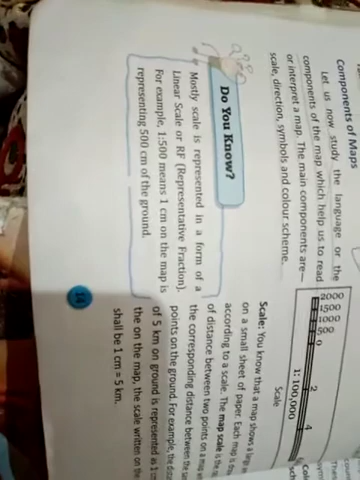 Components of Maps
Let us now study the language or the
components of the map which help us to read
or interpret a map. The main components are—
scale, direction, symbols and colour scheme.
Do You Know?
Mostly scale is represented in a form of a
Linear Scale or RF (Representative Fraction).
For example, 1:500 means 1 cm on the map is
representing 500 cm of the ground.
2000
1500
1000
500
0
2
4
1:100,000
Scale
Scale: You know that a map shows a large
on a small sheet of paper. Each map is
according to a scale. The map scale is the
of distance between two points on a map
the corresponding distance between the
points on the ground. For example, the
of 5 km on ground is represented as 1
the on the map, the scale written on the
shall be 1 cm = 5 km.
14